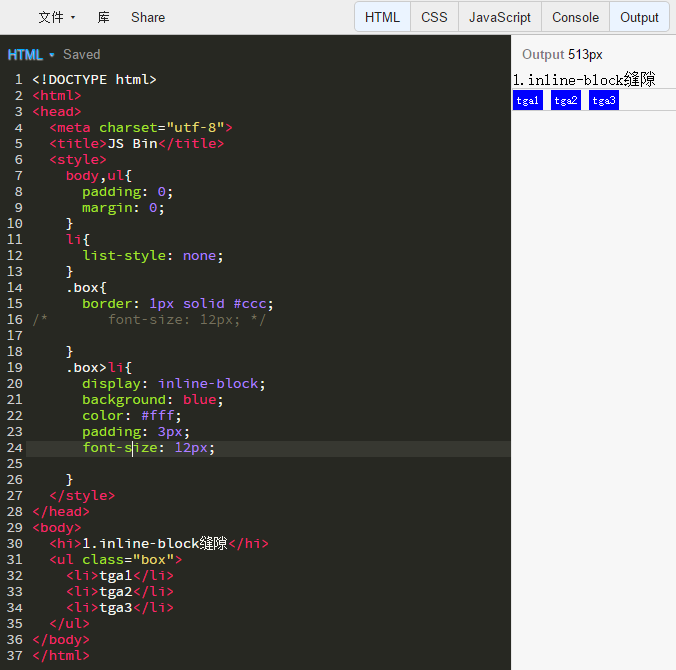 文件 库 Share HTML CSS JavaScript Console Output
HTML Saved
Output 513px
1 <!DOCTYPE html>
2 <html>
3 <head>
4 <meta charset="utf-8">
5 <title>JS Bin</title>
6 <style>
7 body,ul{
8 padding: 0;
9 margin: 0;
10 }
11 li{
12 list-style: none;
13 }
14 .box{
15 border: 1px solid #ccc;
16 /* font-size: 12px; */
17
18 }
19 .box>li{
20 display: inline-block;
21 background: blue;
22 color: #fff;
23 padding: 3px;
24 font-size: 12px;
25
26 }
27 </style>
28 </head>
29 <body>
30 <hi>1.inline-block缝隙</hi>
31 <ul class="box">
32 <li>tga1</li>
33 <li>tga2</li>
34 <li>tga3</li>
35 </ul>
36 </body>
37 </html>
1.inline-block缝隙
tga1 tga2 tga3